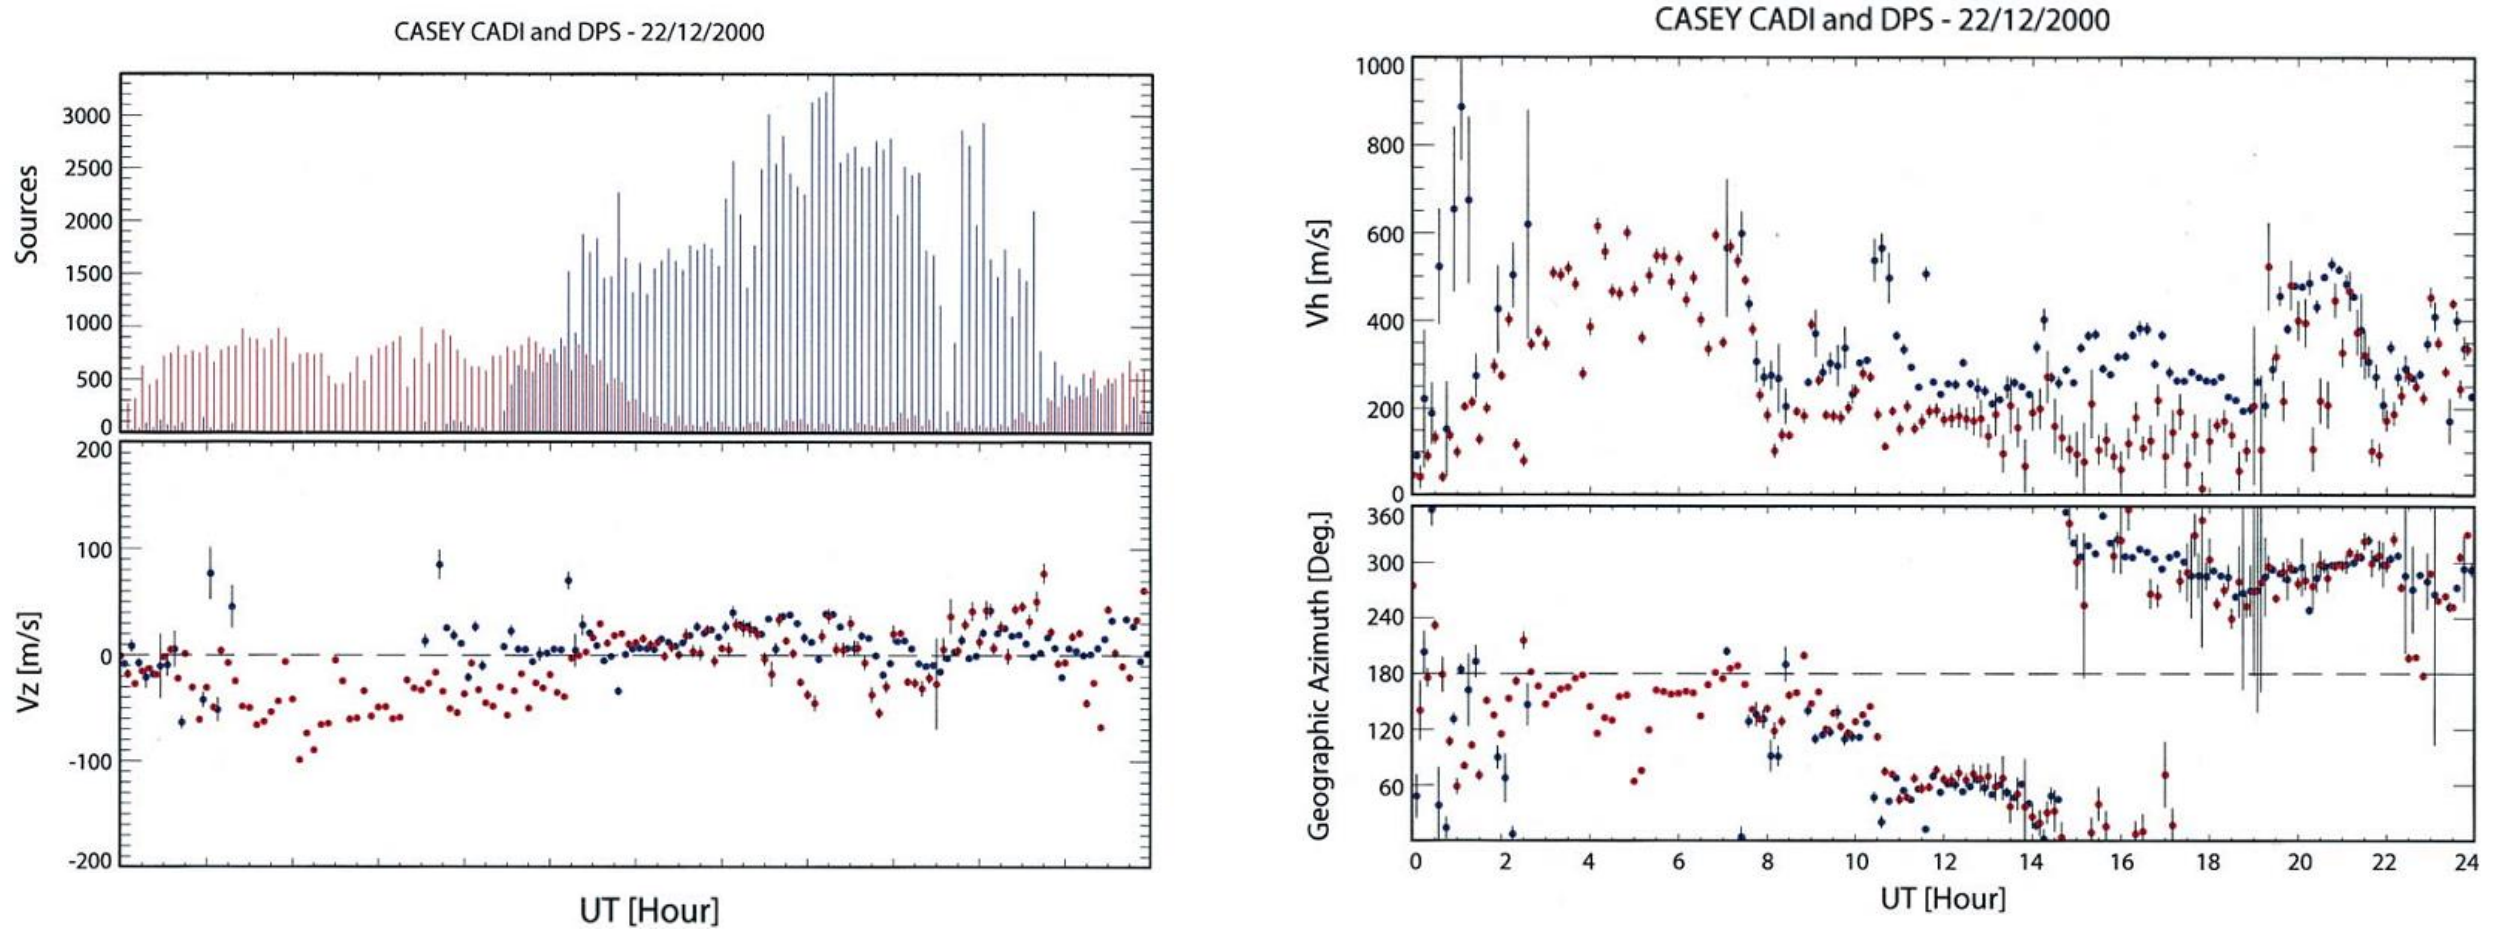 CASEY CADI and DPS - 22/12/2000
Sources
3000
2500
2000
1500
1000
500
0
Vz [m/s]
200
100
0
-100
-200
UT [Hour]
CASEY CADI and DPS - 22/12/2000
Vh [m/s]
1000
800
600
400
200
0
Geographic Azimuth [Deg.]
360
300
240
180
120
60
0 2 4 6 8 10 12 14 16 18 20 22 24
UT [Hour]